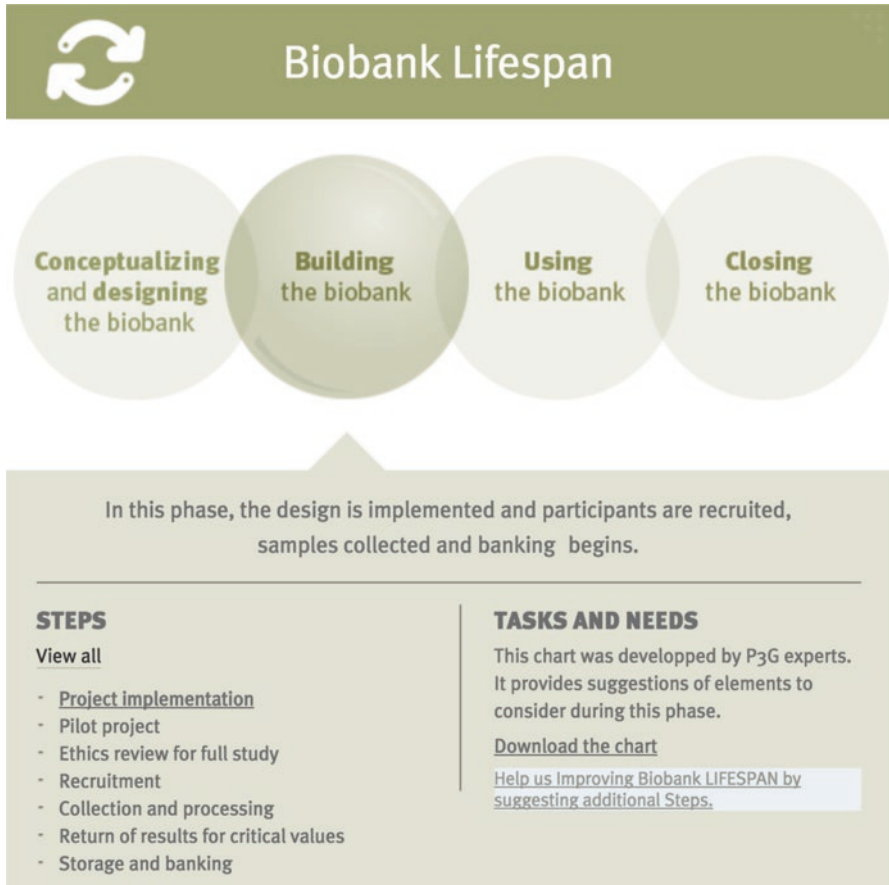 Biobank Lifespan
Conceptualizing
and designing
the biobank
Building
the biobank
Using
the biobank
Closing
the biobank
In this phase, the design is implemented and participants are recruited,
samples collected and banking begins.
STEPS
View all
- Project implementation
- Pilot project
- Ethics review for full study
- Recruitment
- Collection and processing
- Return of results for critical values
- Storage and banking
TASKS AND NEEDS
This chart was developped by P3G experts.
It provides suggestions of elements to
consider during this phase.
Download the chart
Help us Improving Biobank LIFESPAN by
suggesting additional Steps.